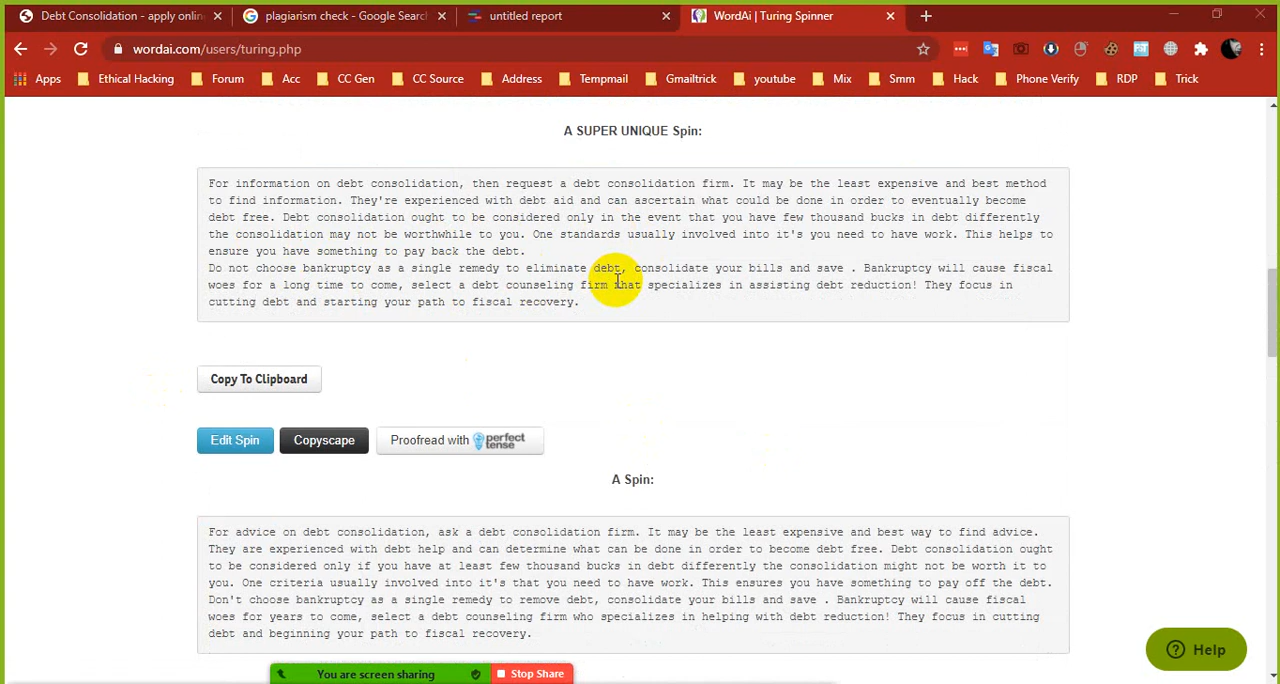 Debt Consolidation - apply onlin
plagiarism check - Google Searc
untitled report
WordAi | Turing Spinner
wordai.com/users/turing.php
Apps
Ethical Hacking
Forum
Acc
CC Gen
CC Source
Address
Tempmail
Gmailtrick
youtube
Mix
Smm
Hack
Phone Verify
RDP
Trick
A SUPER UNIQUE Spin:
For information on debt consolidation, then request a debt consolidation firm. It may be the least expensive and best method
to find information. They're experienced with debt aid and can ascertain what could be done in order to eventually become
debt free. Debt consolidation ought to be considered only in the event that you have few thousand bucks in debt differently
the consolidation may not be worthwhile to you. One standards usually involved into it's you need to have work. This helps to
ensure you have something to pay back the debt.
Do not choose bankruptcy as a single remedy to eliminate debt, consolidate your bills and save . Bankruptcy will cause fiscal
woes for a long time to come, select a debt counseling firm that specializes in assisting debt reduction! They focus in
cutting debt and starting your path to fiscal recovery.
Copy To Clipboard
Edit Spin
Copyscape
Proofread with perfect tense
A Spin:
For advice on debt consolidation, ask a debt consolidation firm. It may be the least expensive and best way to find advice.
They are experienced with debt help and can determine what can be done in order to become debt free. Debt consolidation ought
to be considered only if you have at least few thousand bucks in debt differently the consolidation might not be worth it to
you. One criteria usually involved into it's that you need to have work. This ensures you have something to pay off the debt.
Don't choose bankruptcy as a single remedy to remove debt, consolidate your bills and save . Bankruptcy will cause fiscal
woes for years to come, select a debt counseling firm who specializes in helping with debt reduction! They focus in cutting
debt and beginning your path to fiscal recovery.
Help
You are screen sharing
Stop Share